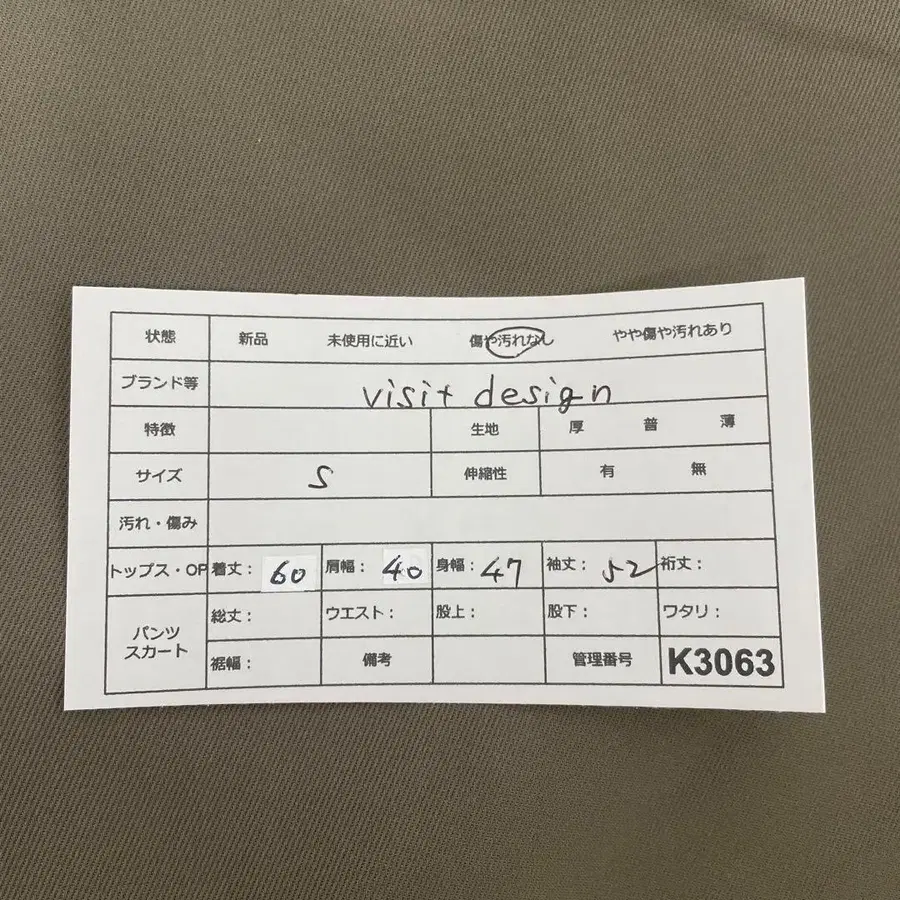 状態 新品 未使用に近い 傷や汚れなし やや傷や汚れあり
ブランド等 visit design
特徴 生地 厚 普 薄
サイズ S 伸縮性 有 無
汚れ・傷み
トップス・OP 着丈: 60 肩幅: 40 身幅: 47 袖丈: 52 裄丈:
パンツ スカート 総丈: ウエスト: 股上: 股下: ワタリ:
裾幅: 備考 管理番号 K3063